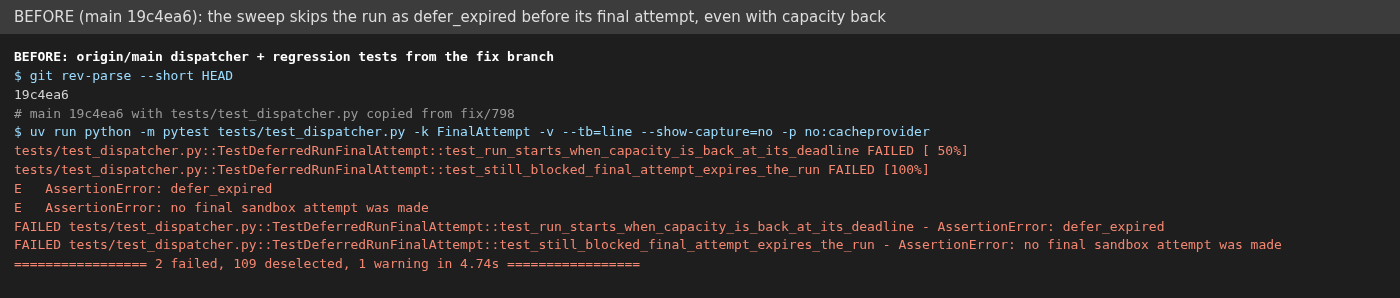 BEFORE (main 19c4ea6): the sweep skips the run as defer_expired before its final attempt, even with capacity back
BEFORE: origin/main dispatcher + regression tests from the fix branch
$ git rev-parse --short HEAD
19c4ea6
# main 19c4ea6 with tests/test_dispatcher.py copied from fix/798
$ uv run python -m pytest tests/test_dispatcher.py -k FinalAttempt -v --tb=line --show-capture=no -p no:cacheprovider
tests/test_dispatcher.py::TestDeferredRunFinalAttempt::test_run_starts_when_capacity_is_back_at_its_deadline FAILED [ 50%]
tests/test_dispatcher.py::TestDeferredRunFinalAttempt::test_still_blocked_final_attempt_expires_the_run FAILED [100%]
E   AssertionError: defer_expired
E   AssertionError: no final sandbox attempt was made
FAILED tests/test_dispatcher.py::TestDeferredRunFinalAttempt::test_run_starts_when_capacity_is_back_at_its_deadline - AssertionError: defer_expired
FAILED tests/test_dispatcher.py::TestDeferredRunFinalAttempt::test_still_blocked_final_attempt_expires_the_run - AssertionError: no final sandbox attempt was made
================= 2 failed, 109 deselected, 1 warning in 4.74s =================